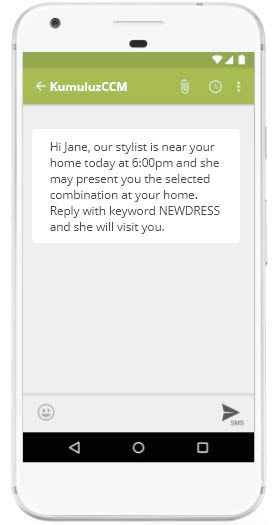 KumuluzCCM
Hi Jane, our stylist is near your
home today at 6:00pm and she
may present you the selected
combination at your home.
Reply with keyword NEWDRESS
and she will visit you.
SMS